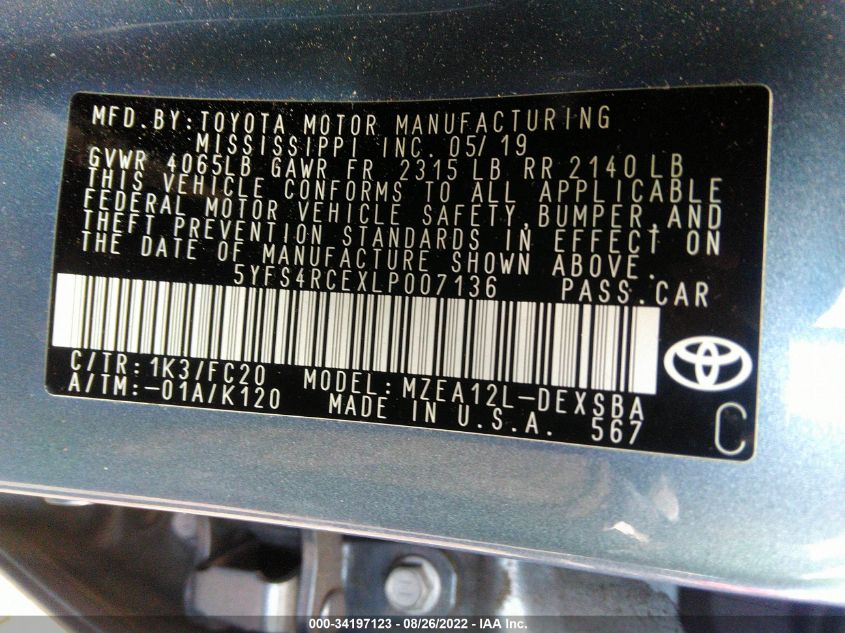 MFD. BY: TOYOTA MOTOR MANUFACTURING
MISSISSIPPI INC. 05/19
GVWR 4065LB GAWR FR 2315 LB RR 2140 LB
THIS VEHICLE CONFORMS TO ALL APPLICABLE
FEDERAL MOTOR VEHICLE SAFETY, BUMPER, AND
THEFT PREVENTION STANDARDS IN EFFECT ON
THE DATE OF MANUFACTURE SHOWN ABOVE.
5YFS4RCEXLP007136 PASS. CAR
C/TR: 1K3/FC20 MODEL: MZEA12L-DEXSBA
A/TM:-01A/K120 MADE IN U.S.A. 567
C
000-34197123 - 08/26/2022 - IAA Inc.